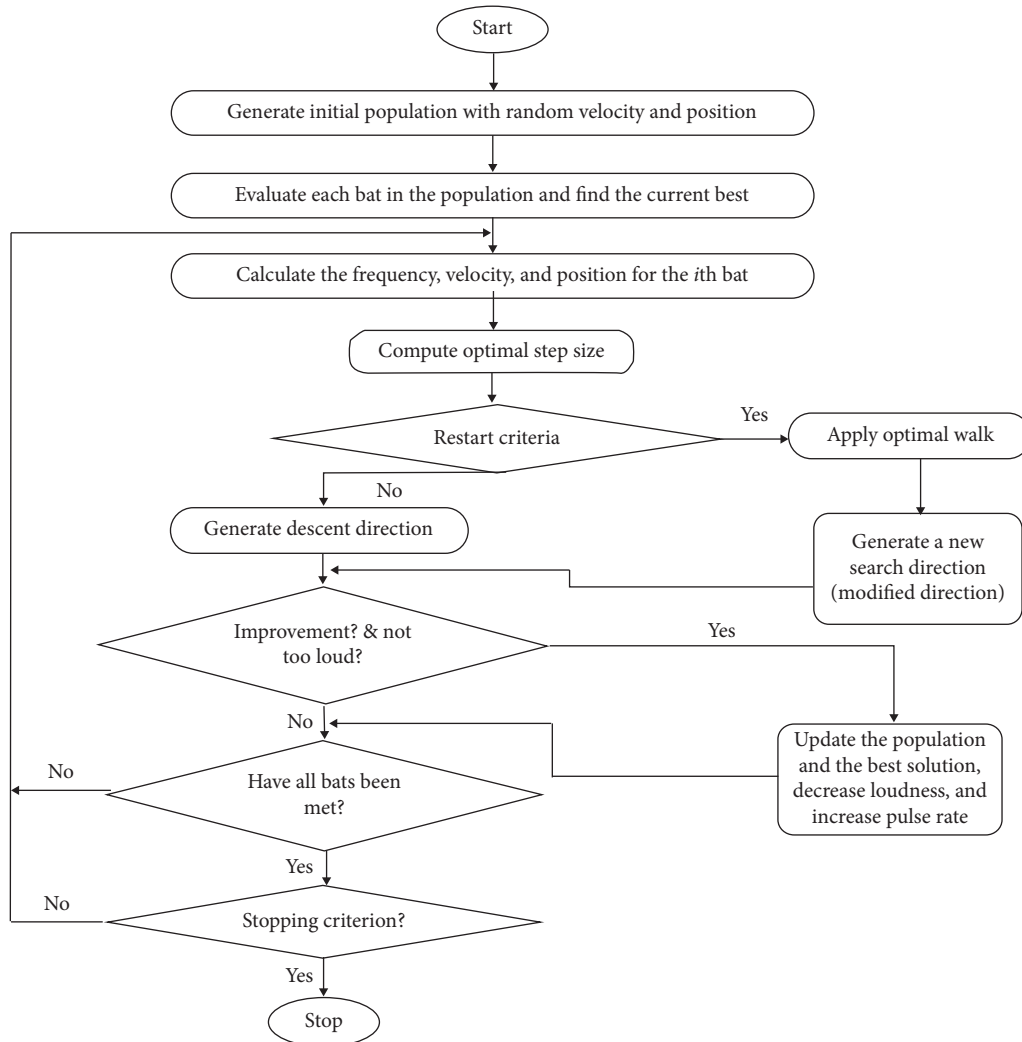 Start
Generate initial population with random velocity and position
Evaluate each bat in the population and find the current best
Calculate the frequency, velocity, and position for the ith bat
Compute optimal step size
Restart criteria
Yes
Apply optimal walk
No
Generate descent direction
Generate a new
search direction
(modified direction)
Improvement? & not
too loud?
Yes
No
Update the population
and the best solution,
decrease loudness, and
increase pulse rate
Have all bats been
met?
No
Yes
Stopping criterion?
No
Yes
Stop